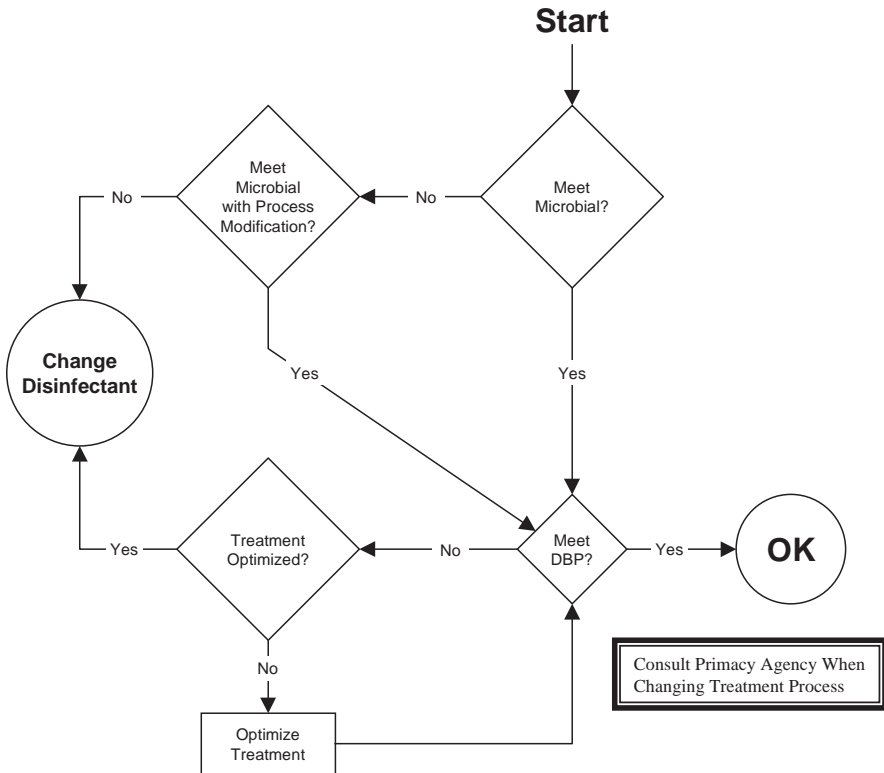 Start
Meet
Microbial
with Process
Modification?
Meet
Microbial?
No
No
Change
Disinfectant
Yes
Yes
Treatment
Optimized?
Meet
DBP?
OK
Yes
No
Yes
No
Consult Primacy Agency When
Changing Treatment Process
Optimize
Treatment